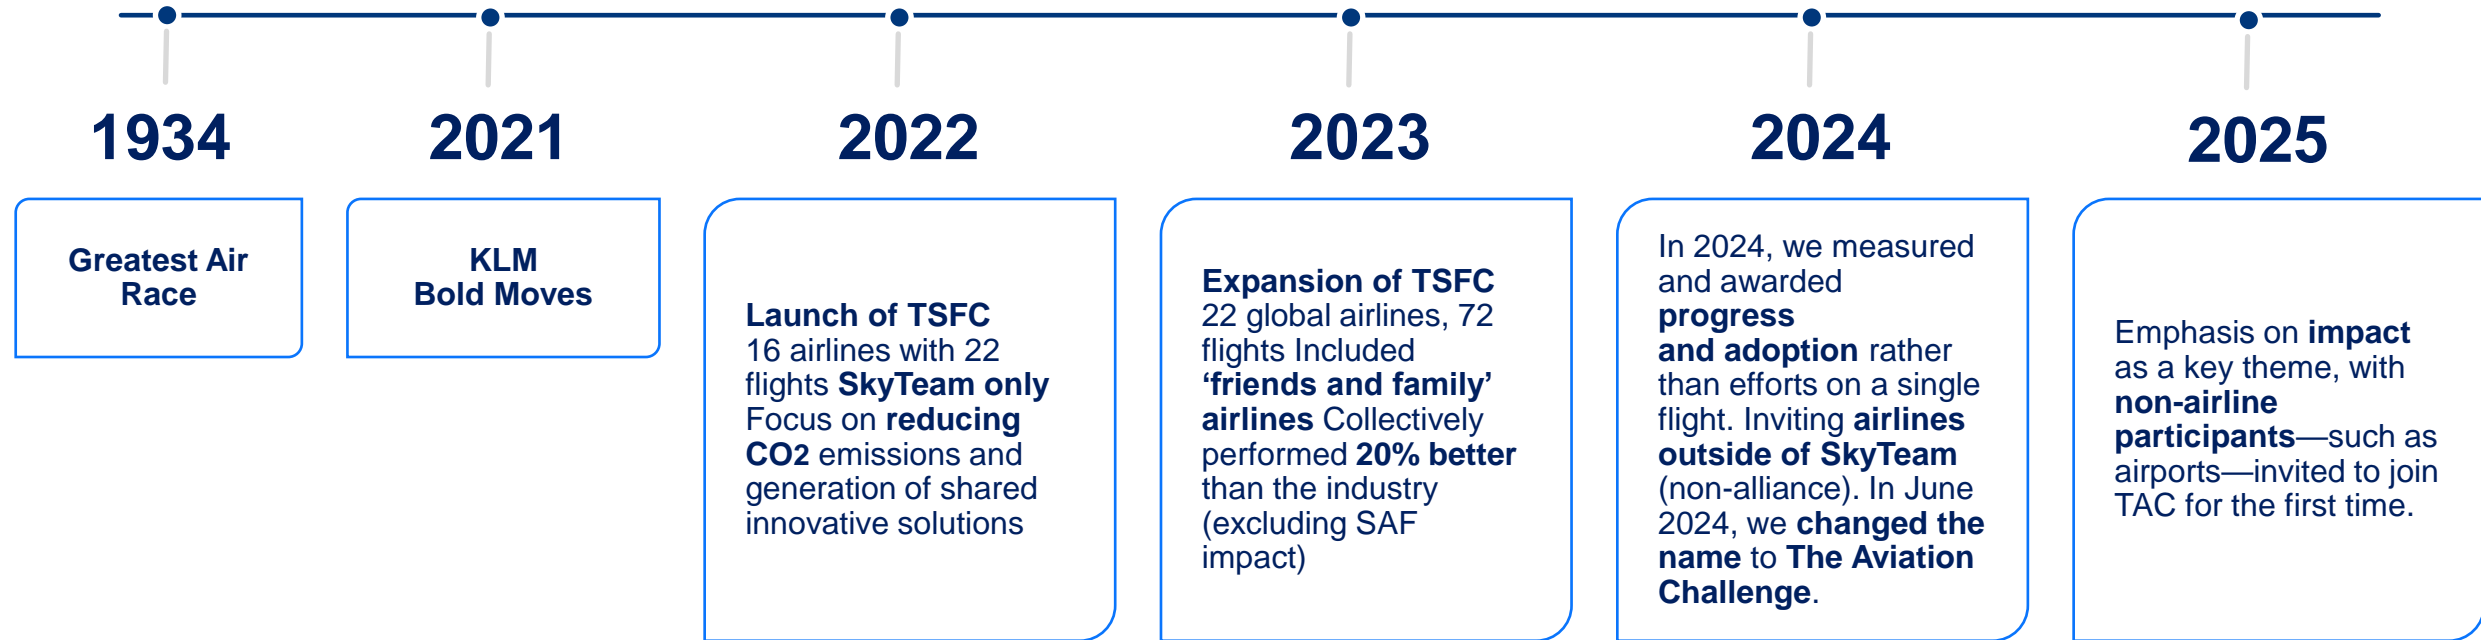 1934
Greatest Air
Race
2021
KLM
Bold Moves
2022
Launch of TSFC
16 airlines with 22
flights SkyTeam only
Focus on reducing
CO2 emissions and
generation of shared
innovative solutions
2023
Expansion of TSFC
22 global airlines, 72
flights Included
‘friends and family’
airlines Collectively
performed 20% better
than the industry
(excluding SAF
impact)
2024
In 2024, we measured
and awarded
progress
and adoption rather
than efforts on a single
flight. Inviting airlines
outside of SkyTeam
(non-alliance). In June
2024, we changed the
name to The Aviation
Challenge.
2025
Emphasis on impact
as a key theme, with
non-airline
participants—such as
airports—invited to join
TAC for the first time.